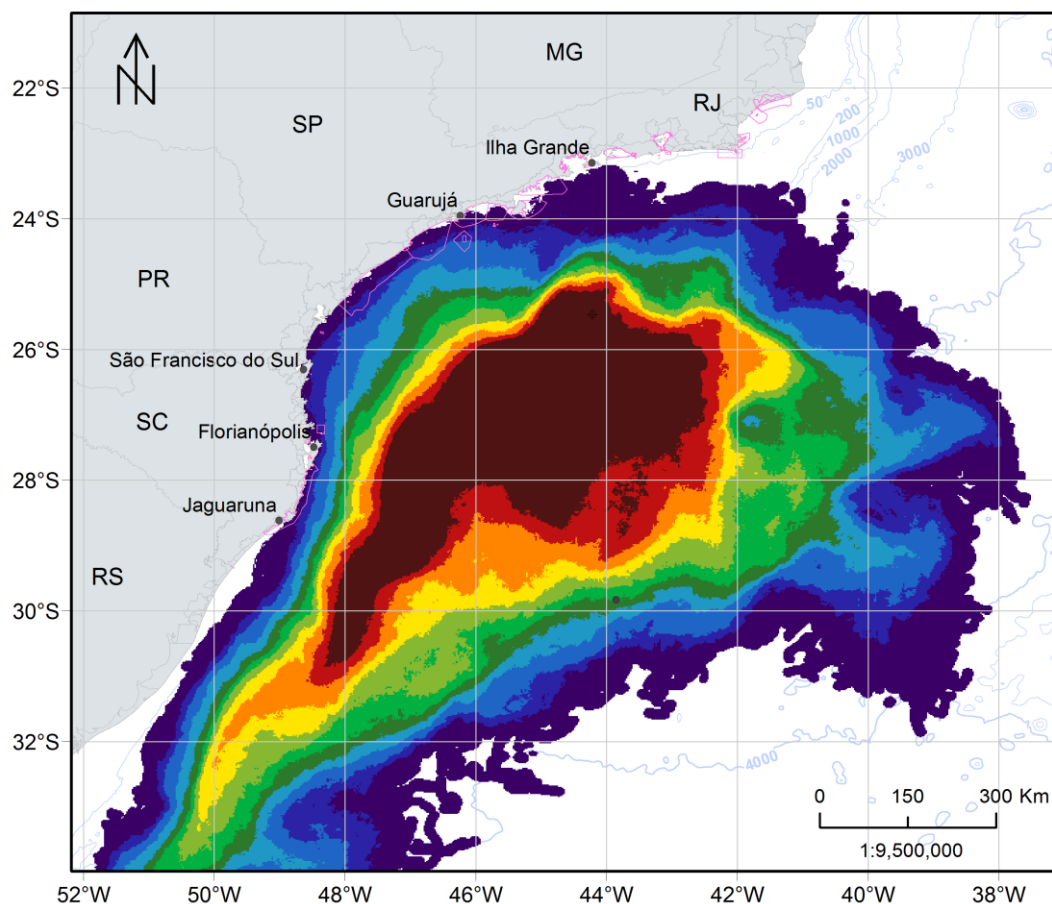 N
MG
22°S
RJ
50
200
1000
2000
3000
SP
Ilha Grande
Guarujá
24°S
PR
26°S
São Francisco do Sul
SC
Florianópolis
28°S
Jaguaruna
RS
30°S
32°S
4000
0 150 300 Km
1:9,500,000
52°W 50°W 48°W 46°W 44°W 42°W 40°W 38°W